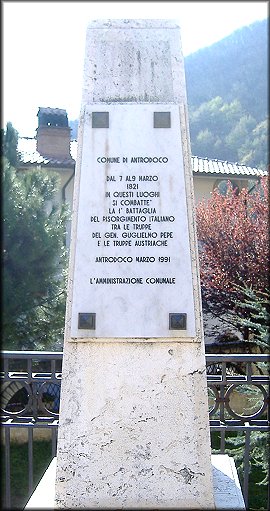 COMUNE DI ANTRODOCO
DAL 7 AL 9 MARZO
1821
IN QUESTI LUOGHI
SI COMBATTE'
LA 1ª BATTAGLIA
DEL RISORGIMENTO ITALIANO
TRA LE TRUPPE
DEL GEN. GUGLIELNO PEPE
E LE TRUPPE AUSTRIACHE
ANTRODOCO MARZO 1991
L'AMMINISTRAZIONE COMUNALE